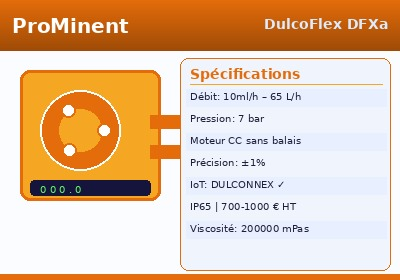 ProMinent
DulcoFlex DFXa
Spécifications
Débit: 10ml/h – 65 L/h
Pression: 7 bar
Moteur CC sans balais
Précision: ±1%
IoT: DULCONNEX ✓
IP65 | 700-1000 € HT
Viscosité: 200000 mPas
000.0